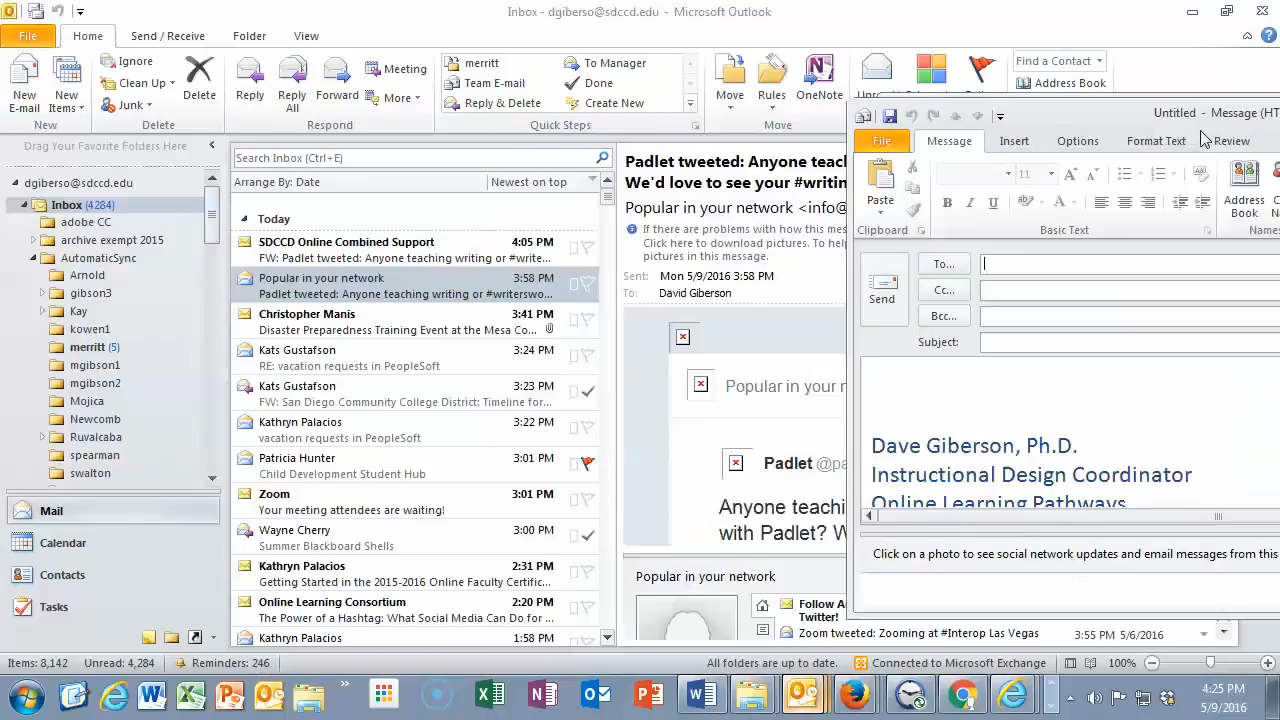 Inbox - dgiberso@sdccd.edu - Microsoft Outlook
File Home Send / Receive Folder View
New E-mail
New Items
New
Ignore
Clean Up
Junk
Delete
Delete
Reply
Reply All
Forward
Meeting
More
Respond
merritt
Team E-mail
Reply & Delete
To Manager
Done
Create New
Quick Steps
Move
Rules
OneNote
Move
Find a Contact
Address Book
Drag Your Favorite Folders
dgiberso@sdccd.edu
Inbox (4284)
adobe CC
archive exempt 2015
AutomaticSync
Arnold
gibson3
Kay
kowen1
merritt (5)
mgibson1
mgibson2
Mojica
Newcomb
Ruvalcaba
spearman
swalton
Mail
Calendar
Contacts
Tasks
Search Inbox (Ctrl+E)
Arrange By: Date Newest on top
Today
SDCCD Online Combined Support 4:05 PM
FW: Padlet tweeted: Anyone teaching writing or #write...
Popular in your network 3:58 PM
Padlet tweeted: Anyone teaching writing or #writerswo...
Christopher Manis 3:41 PM
Disaster Preparedness Training Event at the Mesa Co...
Kats Gustafson 3:24 PM
RE: vacation requests in PeopleSoft
Kats Gustafson 3:23 PM
FW: San Diego Community College District: Timeline for...
Kathryn Palacios 3:22 PM
vacation requests in PeopleSoft
Patricia Hunter 3:01 PM
Child Development Student Hub
Zoom 3:01 PM
Your meeting attendees are waiting!
Wayne Cherry 3:00 PM
Summer Blackboard Shells
Kathryn Palacios 2:31 PM
Getting Started in the 2015-2016 Online Faculty Certific...
Online Learning Consortium 2:20 PM
The Power of a Hashtag: What Social Media Can Do for ...
Kathryn Palacios 1:58 PM
Padlet tweeted: Anyone teach
We'd love to see your #writin
Popular in your network <info@
If there are problems with how this me
Click here to download pictures. To help
pictures in this message.
Sent: Mon 5/9/2016 3:58 PM
To: David Giberson
Popular in your n
Padlet @pa
Anyone teachi
with Padlet? W
Popular in your network
Follow A
Twitter!
Zoom tweeted: Zooming at #Interop Las Vegas 3:55 PM 5/6/2016
Untitled - Message (HT
File Message Insert Options Format Text Review
Paste
Clipboard
11
B I U
Basic Text
Address Book
Names
Send
To...
Cc...
Bcc...
Subject:
Dave Giberson, Ph.D.
Instructional Design Coordinator
Online Learning Pathways
Click on a photo to see social network updates and email messages from this
Items: 8,142 Unread: 4,284 Reminders: 246 All folders are up to date. Connected to Microsoft Exchange 100%
4:25 PM
5/9/2016